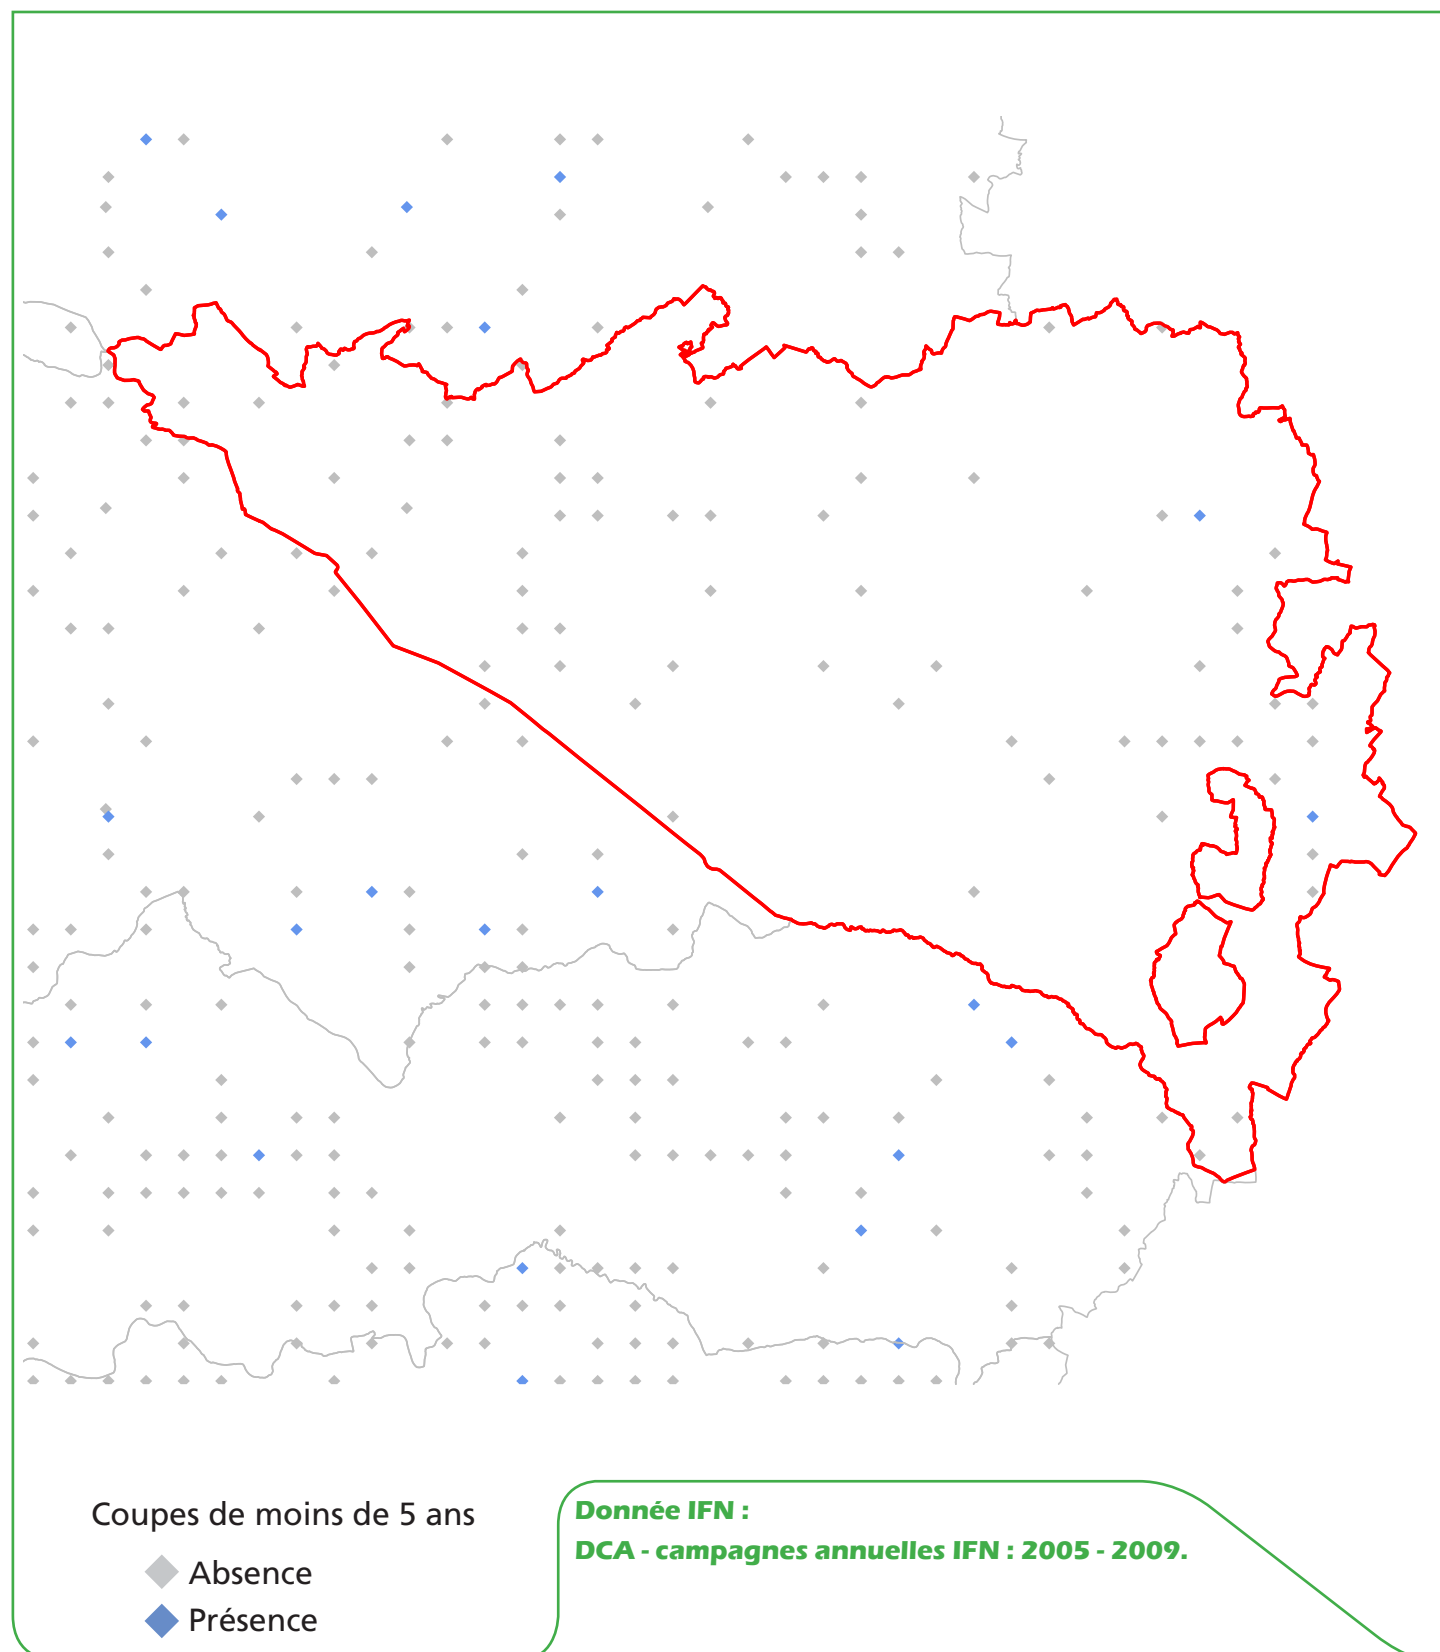 Coupes de moins de 5 ans
Absence
Présence
Donnée IFN :
DCA - campagnes annuelles IFN : 2005 - 2009.